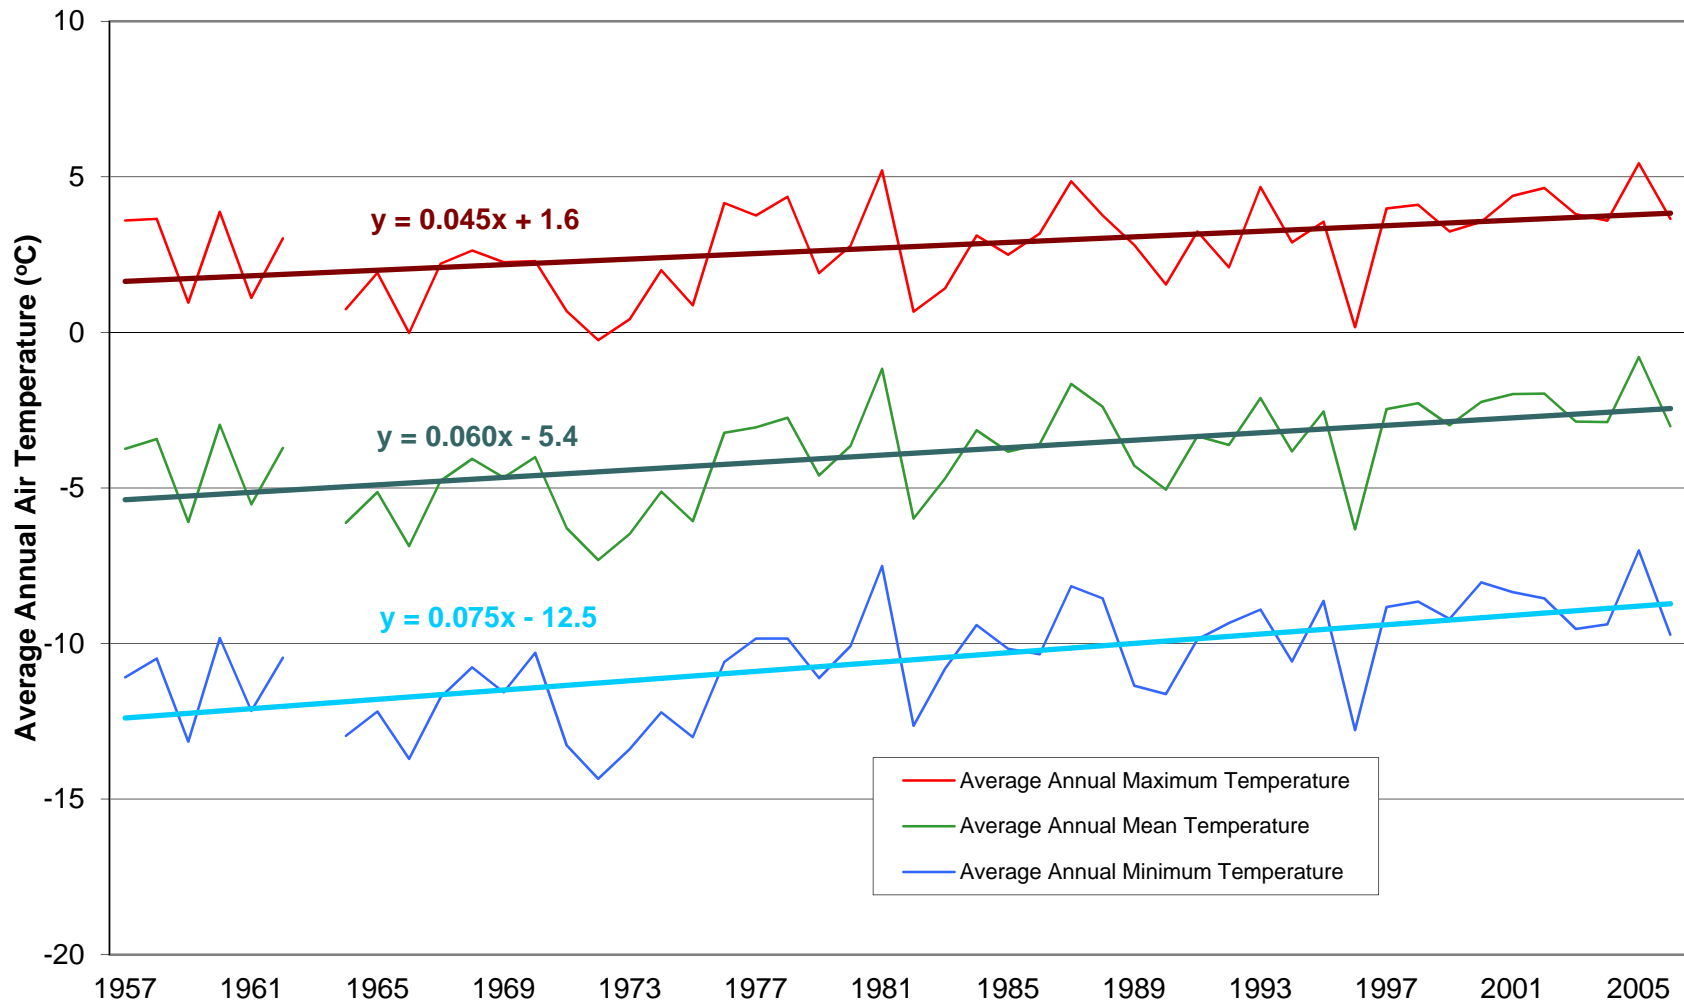 10
5
0
-5
-10
-15
-20
Average Annual Air Temperature (°C)
y = 0.045x + 1.6
y = 0.060x - 5.4
y = 0.075x - 12.5
Average Annual Maximum Temperature
Average Annual Mean Temperature
Average Annual Minimum Temperature
1957 1961 1965 1969 1973 1977 1981 1985 1989 1993 1997 2001 2005